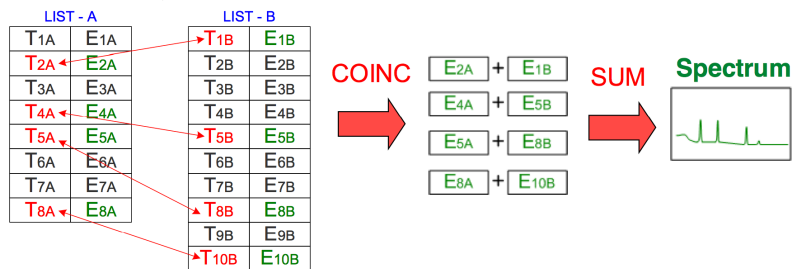 LIST - A
T1A E1A
T2A E2A
T3A E3A
T4A E4A
T5A E5A
T6A E6A
T7A E7A
T8A E8A
LIST - B
T1B E1B
T2B E2B
T3B E3B
T4B E4B
T5B E5B
T6B E6B
T7B E7B
T8B E8B
T9B E9B
T10B E10B
COINC
E2A + E1B
E4A + E5B
E5A + E8B
E8A + E10B
SUM
Spectrum